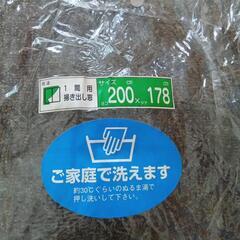 1間用
掃き出し窓
サイズ
200×178
ご家庭で洗えます
約30℃ぐらいのぬるま湯で
押し洗いして下さい。